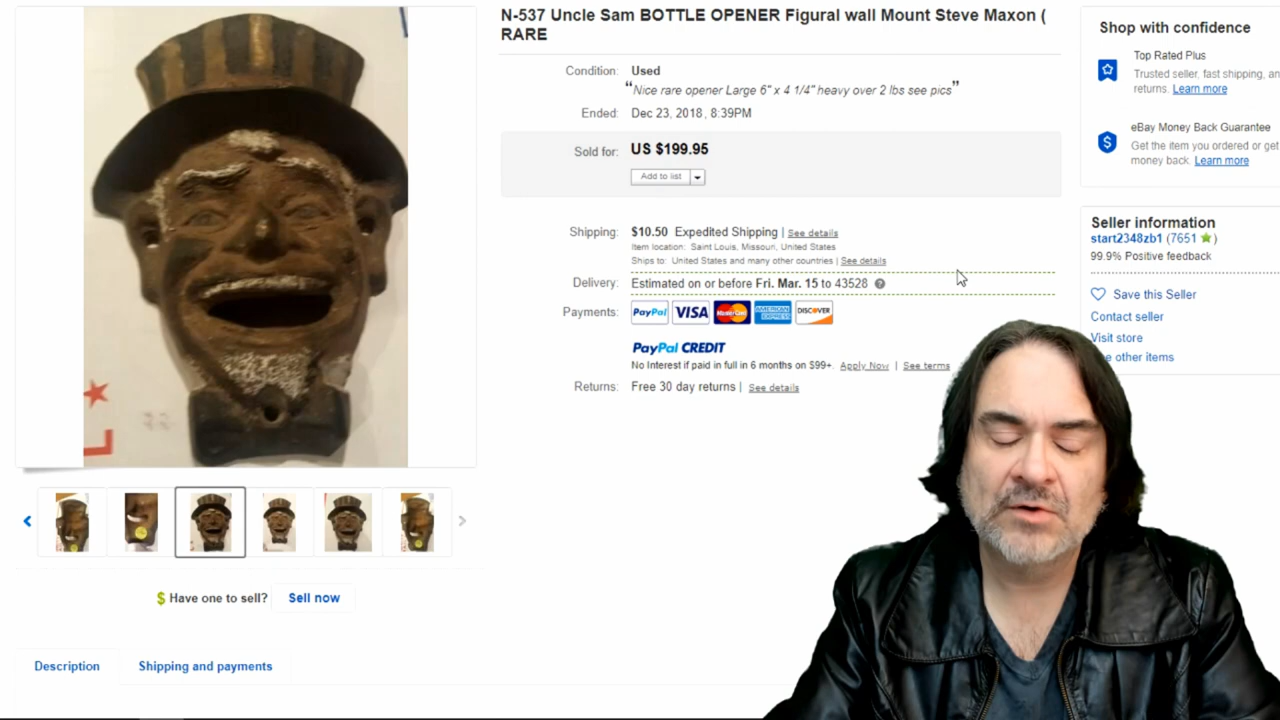 N-537 Uncle Sam BOTTLE OPENER Figural wall Mount Steve Maxon (
RARE
Condition: Used
“Nice rare opener Large 6" x 4 1/4" heavy over 2 lbs see pics”
Ended: Dec 23, 2018 , 8:39PM
Sold for: US $199.95
Add to list
Shipping: $10.50 Expedited Shipping | See details
Item location: Saint Louis, Missouri, United States
Ships to: United States and many other countries | See details
Delivery: Estimated on or before Fri. Mar. 15 to 43528 ?
Payments: PayPal VISA MasterCard AMERICAN EXPRESS DISCOVER
PayPal CREDIT
No Interest if paid in full in 6 months on $99+. Apply Now | See terms
Returns: Free 30 day returns | See details
Shop with confidence
Top Rated Plus
Trusted seller, fast shipping, an
returns. Learn more
eBay Money Back Guarantee
Get the item you ordered or get
money back. Learn more
$
Seller information
start2348zb1 (7651 )
99.9% Positive feedback
Save this Seller
Contact seller
Visit store
e other items
$ Have one to sell? Sell now
Description
Shipping and payments